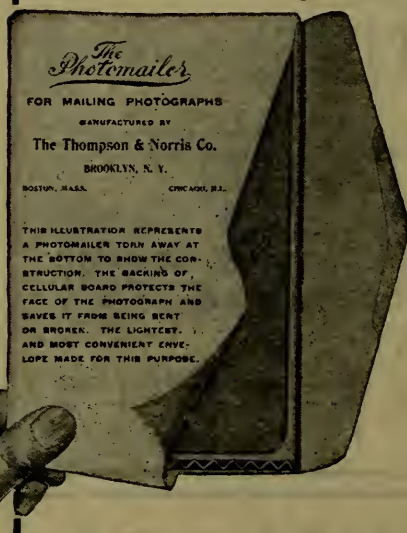 The
Photomailer
FOR MAILING PHOTOGRAPHS
MANUFACTURED BY
The Thompson & Norris Co.
BROOKLYN, N. Y.
BOSTON, MASS. CHICAGO, ILL.
THIS ILLUSTRATION REPRESENTS
A PHOTOMAILER TORN AWAY AT
THE BOTTOM TO SHOW THE CON-
STRUCTION. THE BACKING OF
CELLULAR BOARD PROTECTS THE
FACE OF THE PHOTOGRAPH AND
SAVES IT FROM BEING BENT
OR BROKEN. THE LIGHTEST
AND MOST CONVENIENT ENVE-
LOPE MADE FOR THIS PURPOSE.